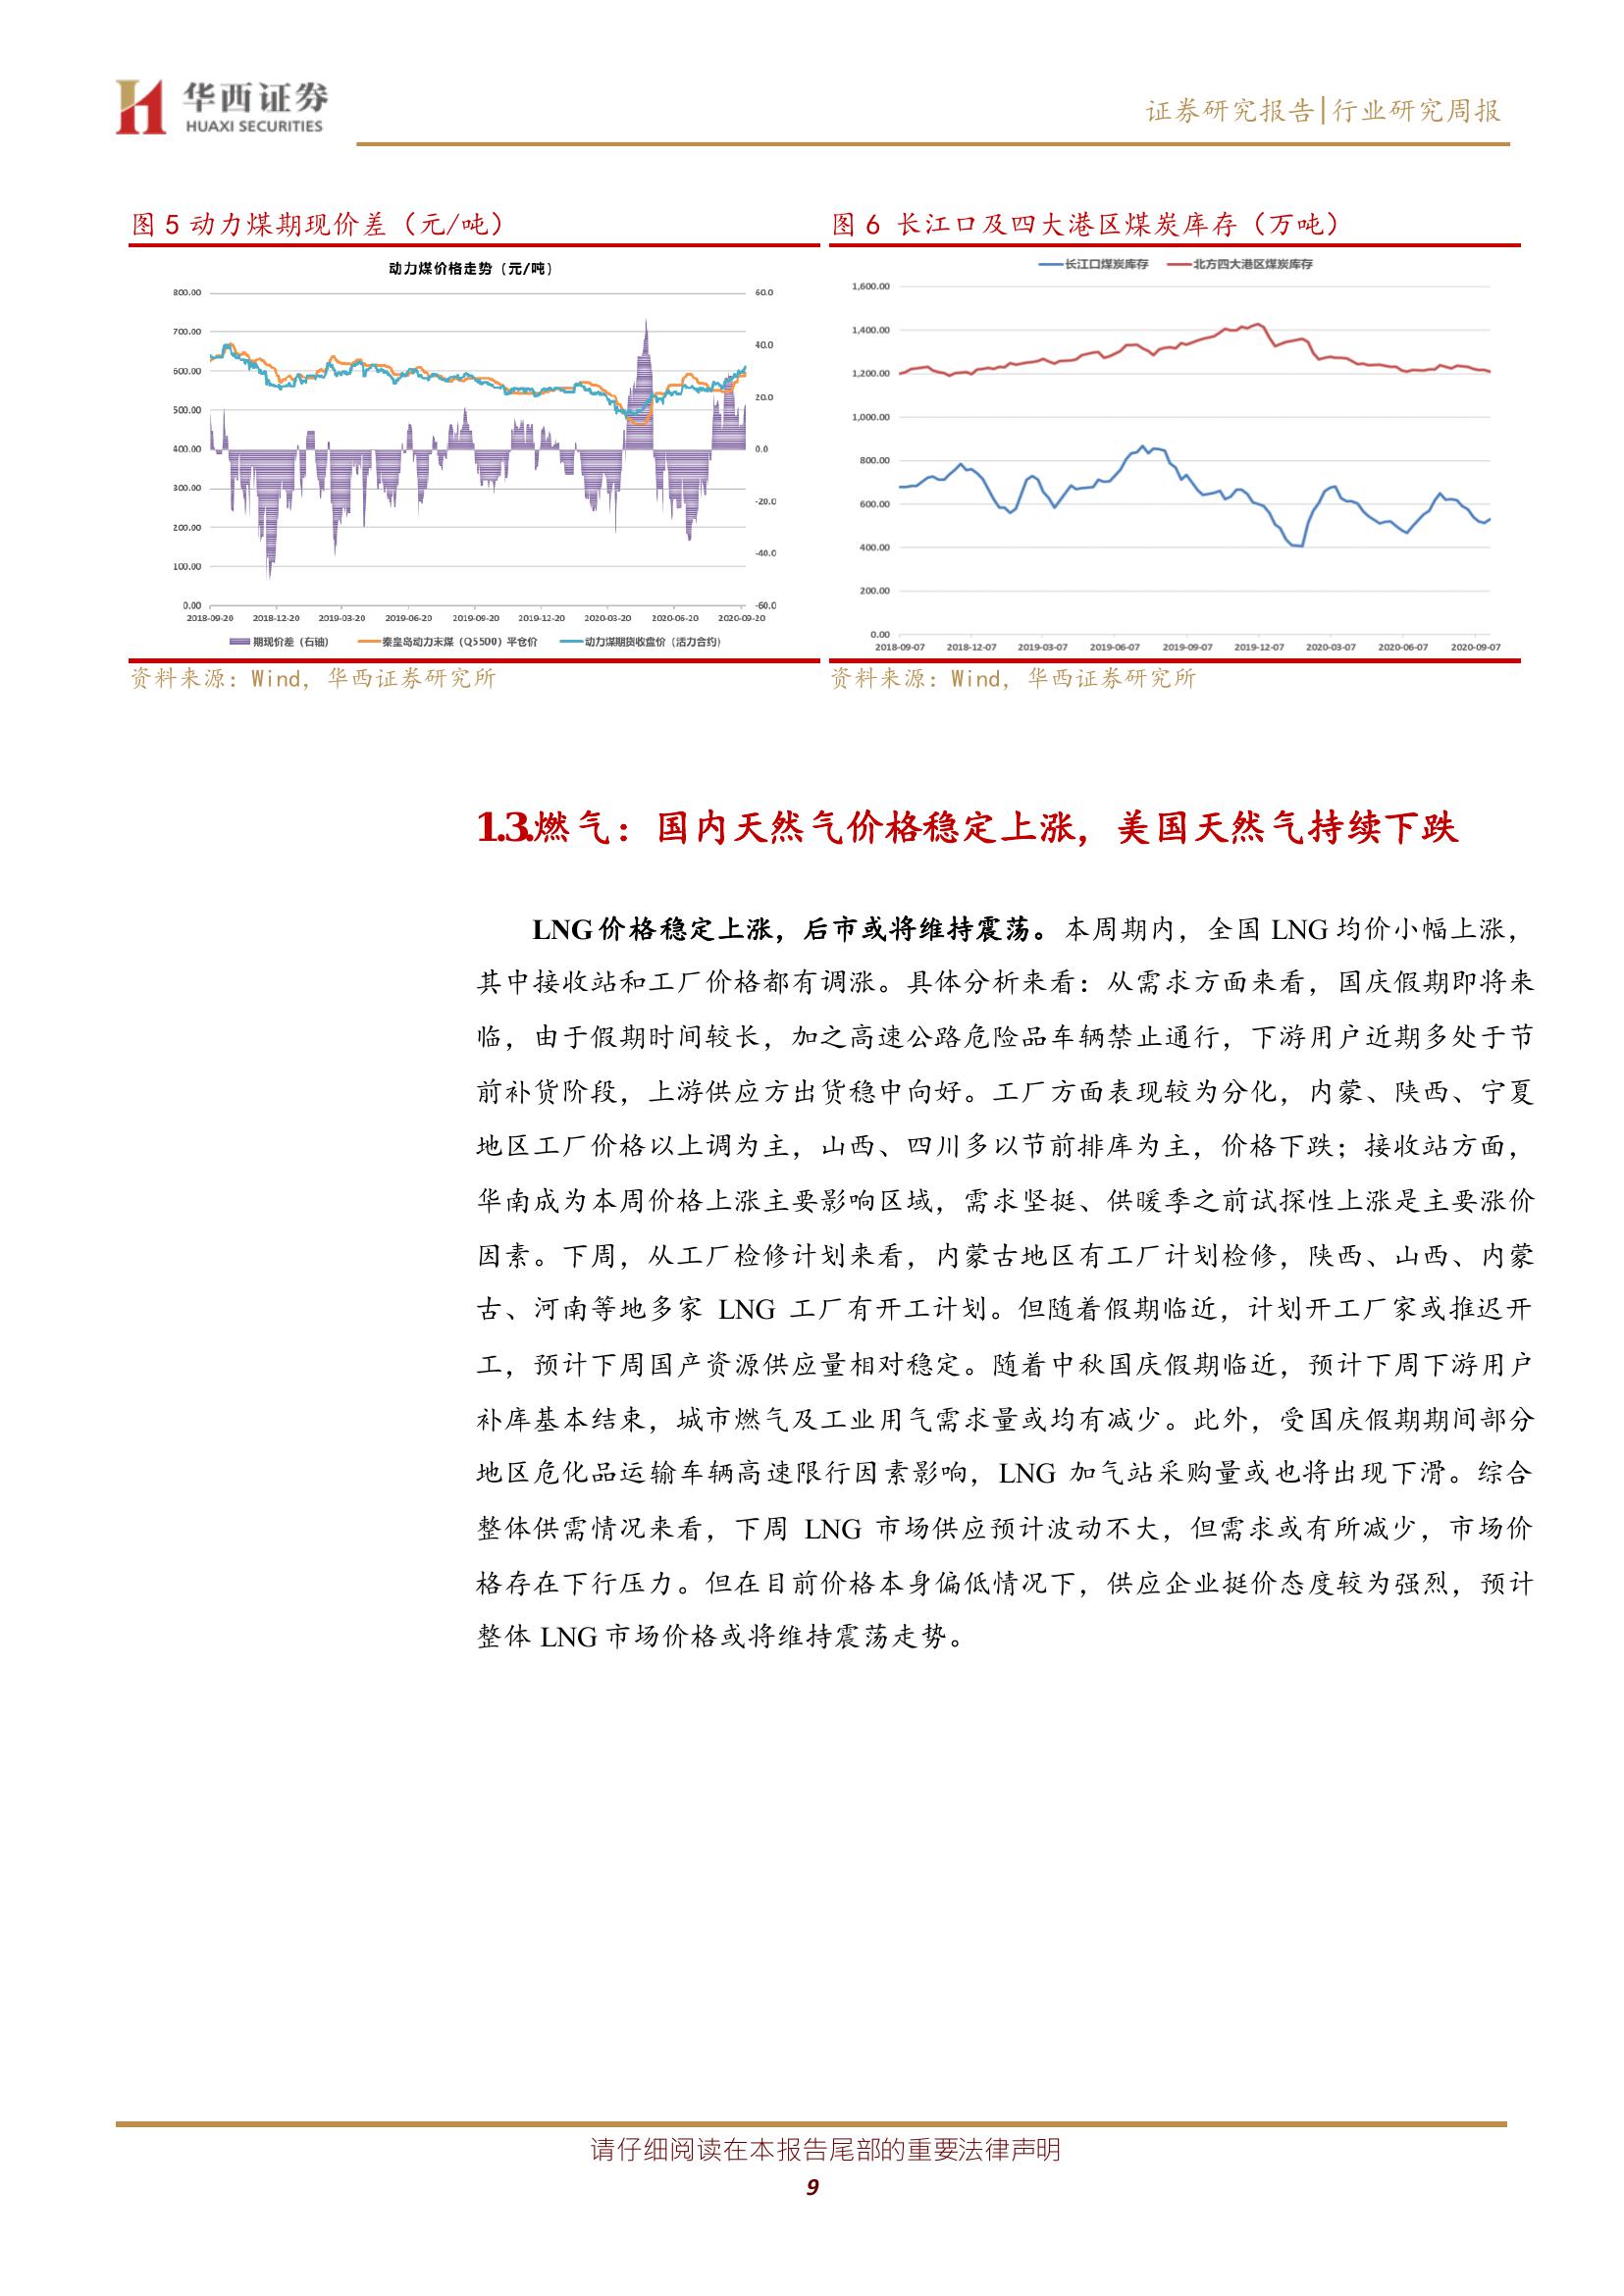 华西证券
HUAXI SECURITIES
证券研究报告|行业研究周报
图 5 动力煤期现价差（元/吨）
动力煤价格走势（元/吨）
800.00
700.00
600.00
500.00
400.00
300.00
200.00
100.00
0.00
60.0
40.0
20.0
0.0
-20.0
-40.0
-60.0
2018-09-20 2018-12-20 2019-03-20 2019-06-20 2019-09-20 2019-12-20 2020-03-20 2020-06-20 2020-09-20
期现价差（右轴） 秦皇岛动力末煤（Q5500）平仓价 动力煤期货收盘价（活力合约）
资料来源：Wind，华西证券研究所
图 6 长江口及四大港区煤炭库存（万吨）
长江口煤炭库存 北方四大港区煤炭库存
1,600.00
1,400.00
1,200.00
1,000.00
800.00
600.00
400.00
200.00
0.00
2018-09-07 2018-12-07 2019-03-07 2019-06-07 2019-09-07 2019-12-07 2020-03-07 2020-06-07 2020-09-07
资料来源：Wind，华西证券研究所
1.3.燃气：国内天然气价格稳定上涨，美国天然气持续下跌
LNG 价格稳定上涨，后市或将维持震荡。本周期内，全国 LNG 均价小幅上涨，
其中接收站和工厂价格都有调涨。具体分析来看：从需求方面来看，国庆假期即将来
临，由于假期时间较长，加之高速公路危险品车辆禁止通行，下游用户近期多处于节
前补货阶段，上游供应方出货稳中向好。工厂方面表现较为分化，内蒙、陕西、宁夏
地区工厂价格以上调为主，山西、四川多以节前排库为主，价格下跌；接收站方面，
华南成为本周价格上涨主要影响区域，需求坚挺、供暖季之前试探性上涨是主要涨价
因素。下周，从工厂检修计划来看，内蒙古地区有工厂计划检修，陕西、山西、内蒙
古、河南等地多家 LNG 工厂有开工计划。但随着假期临近，计划开工厂家或推迟开
工，预计下周国产资源供应量相对稳定。随着中秋国庆假期临近，预计下周下游用户
补库基本结束，城市燃气及工业用气需求量或均有减少。此外，受国庆假期期间部分
地区危化品运输车辆高速限行因素影响，LNG 加气站采购量或也将出现下滑。综合
整体供需情况来看，下周 LNG 市场供应预计波动不大，但需求或有所减少，市场价
格存在下行压力。但在目前价格本身偏低情况下，供应企业挺价态度较为强烈，预计
整体 LNG 市场价格或将维持震荡走势。
请仔细阅读在本报告尾部的重要法律声明
9